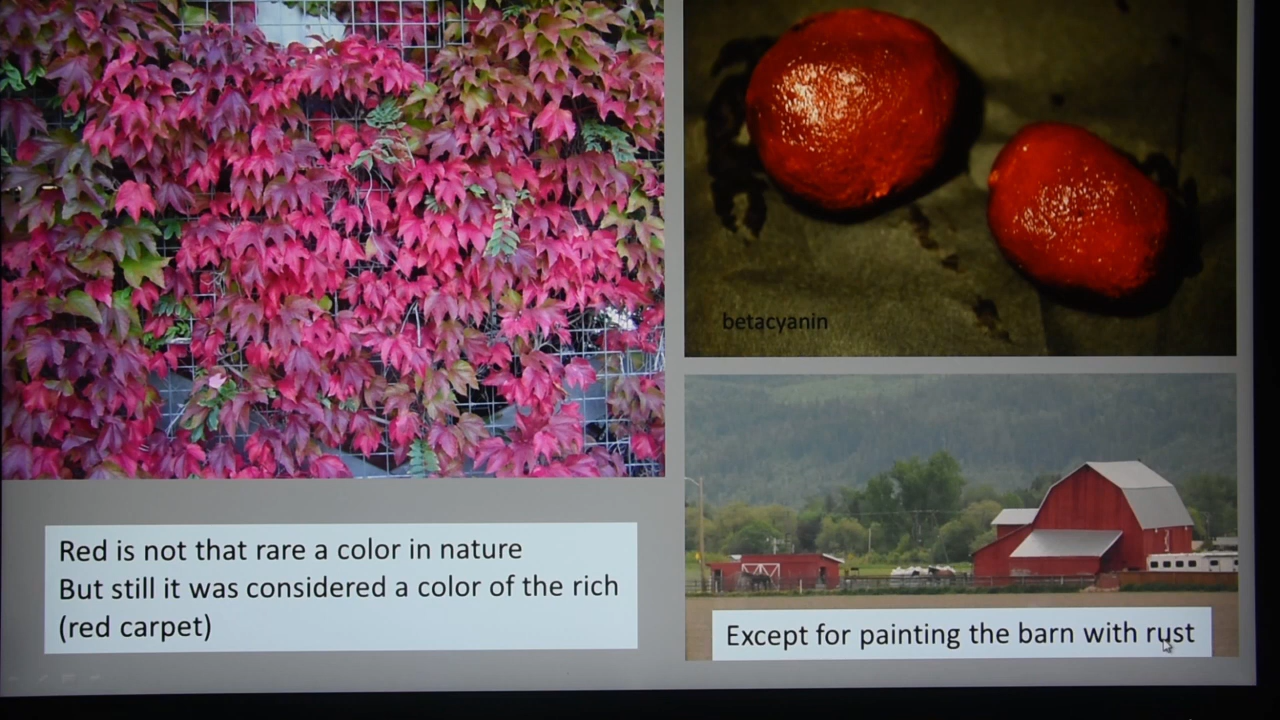 betacyanin
Red is not that rare a color in nature
But still it was considered a color of the rich
(red carpet)
Except for painting the barn with rust